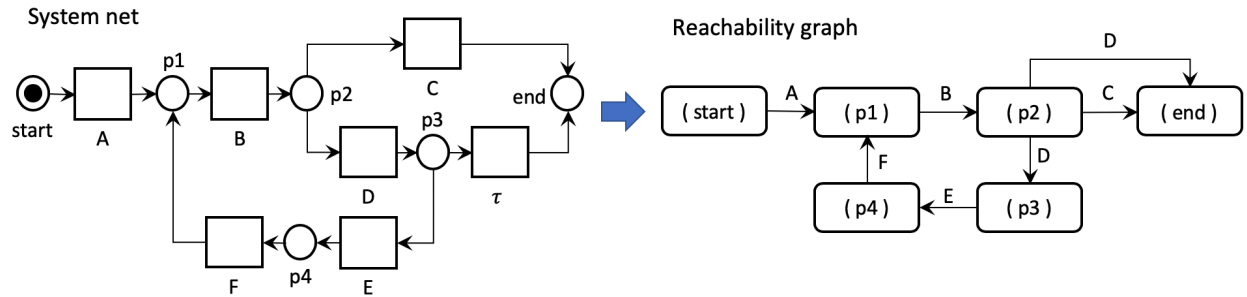 System net
Reachability graph
start
A
p1
B
p2
C
end
D
p3
τ
F
p4
E
( start )
A
( p1 )
B
( p2 )
D
C
( end )
F
D
( p4 )
E
( p3 )